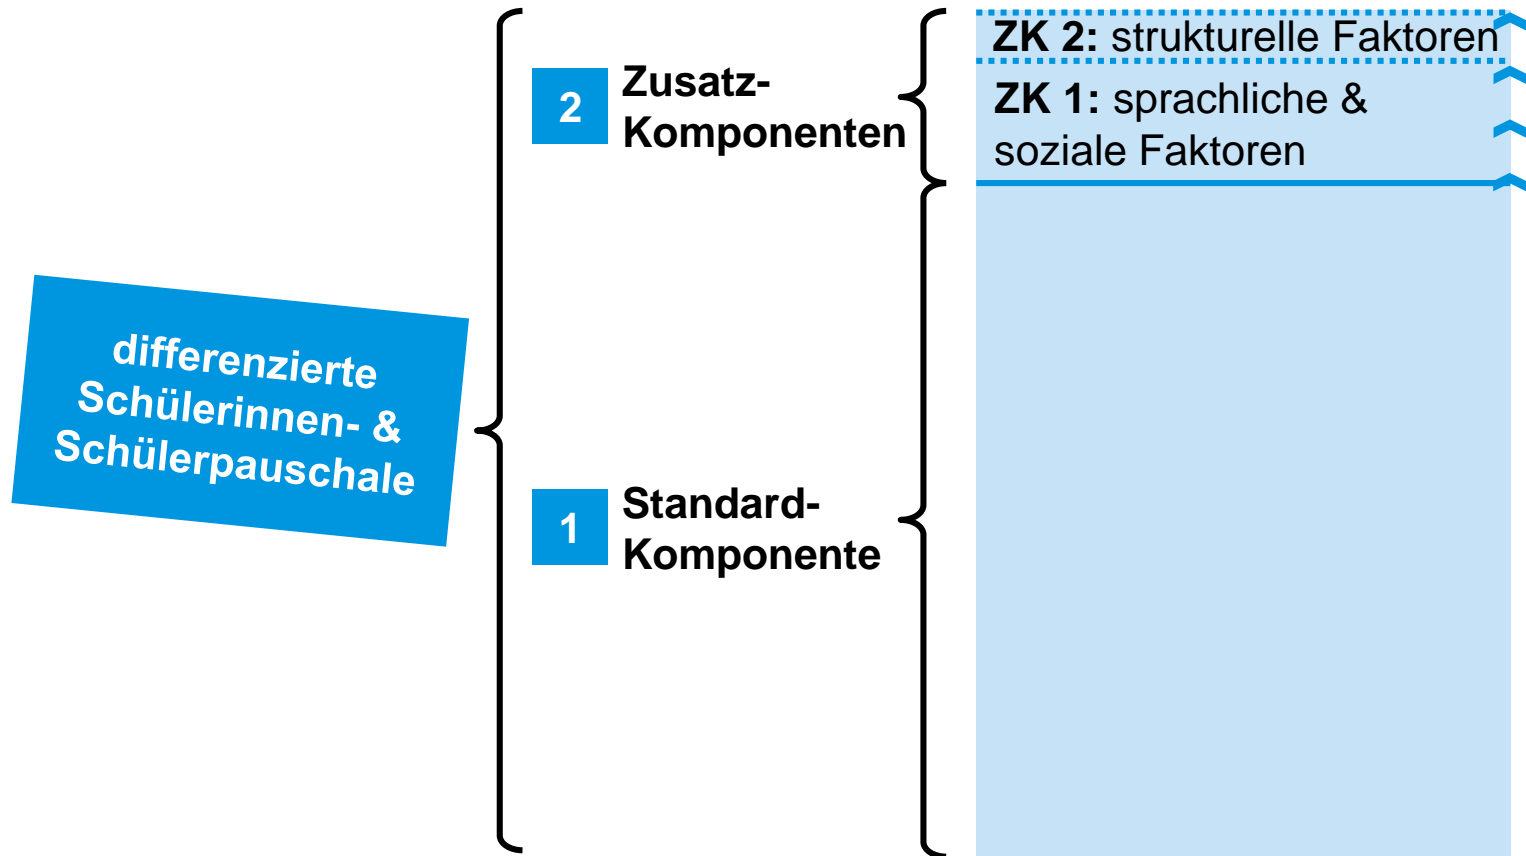 differenzierte
Schülerinnen- &
Schülerpauschale
2
Zusatz-
Komponenten
1
Standard-
Komponente
ZK 2: strukturelle Faktoren
ZK 1: sprachliche &
soziale Faktoren